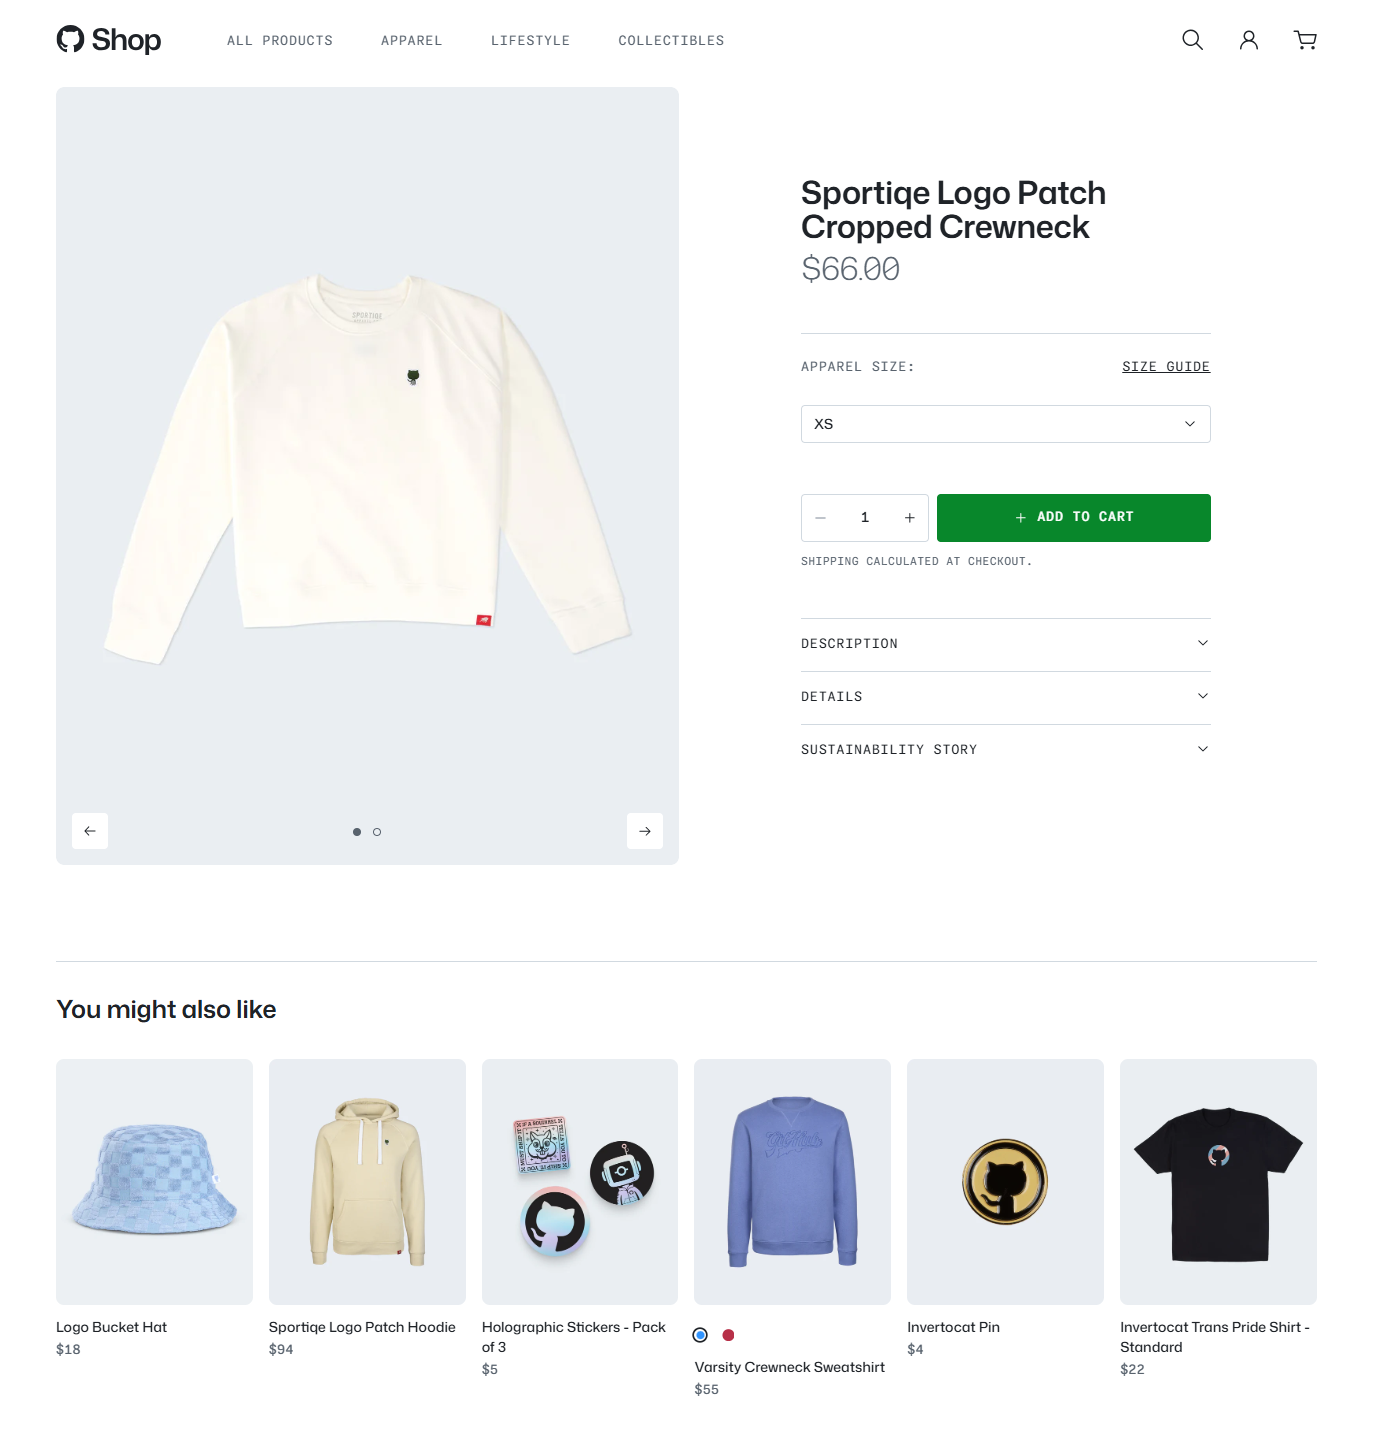 Shop
ALL PRODUCTS
APPAREL
LIFESTYLE
COLLECTIBLES
SPORTIQE
Sportiqe Logo Patch
Cropped Crewneck
$66.00
APPAREL SIZE:
SIZE GUIDE
XS
1
ADD TO CART
SHIPPING CALCULATED AT CHECKOUT.
DESCRIPTION
DETAILS
SUSTAINABILITY STORY
You might also like
GitHub
Logo Bucket Hat
$18
Sportiqe Logo Patch Hoodie
$94
Holographic Stickers - Pack
of 3
$5
Varsity Crewneck Sweatshirt
$55
Invertocat Pin
$4
Invertocat Trans Pride Shirt -
Standard
$22